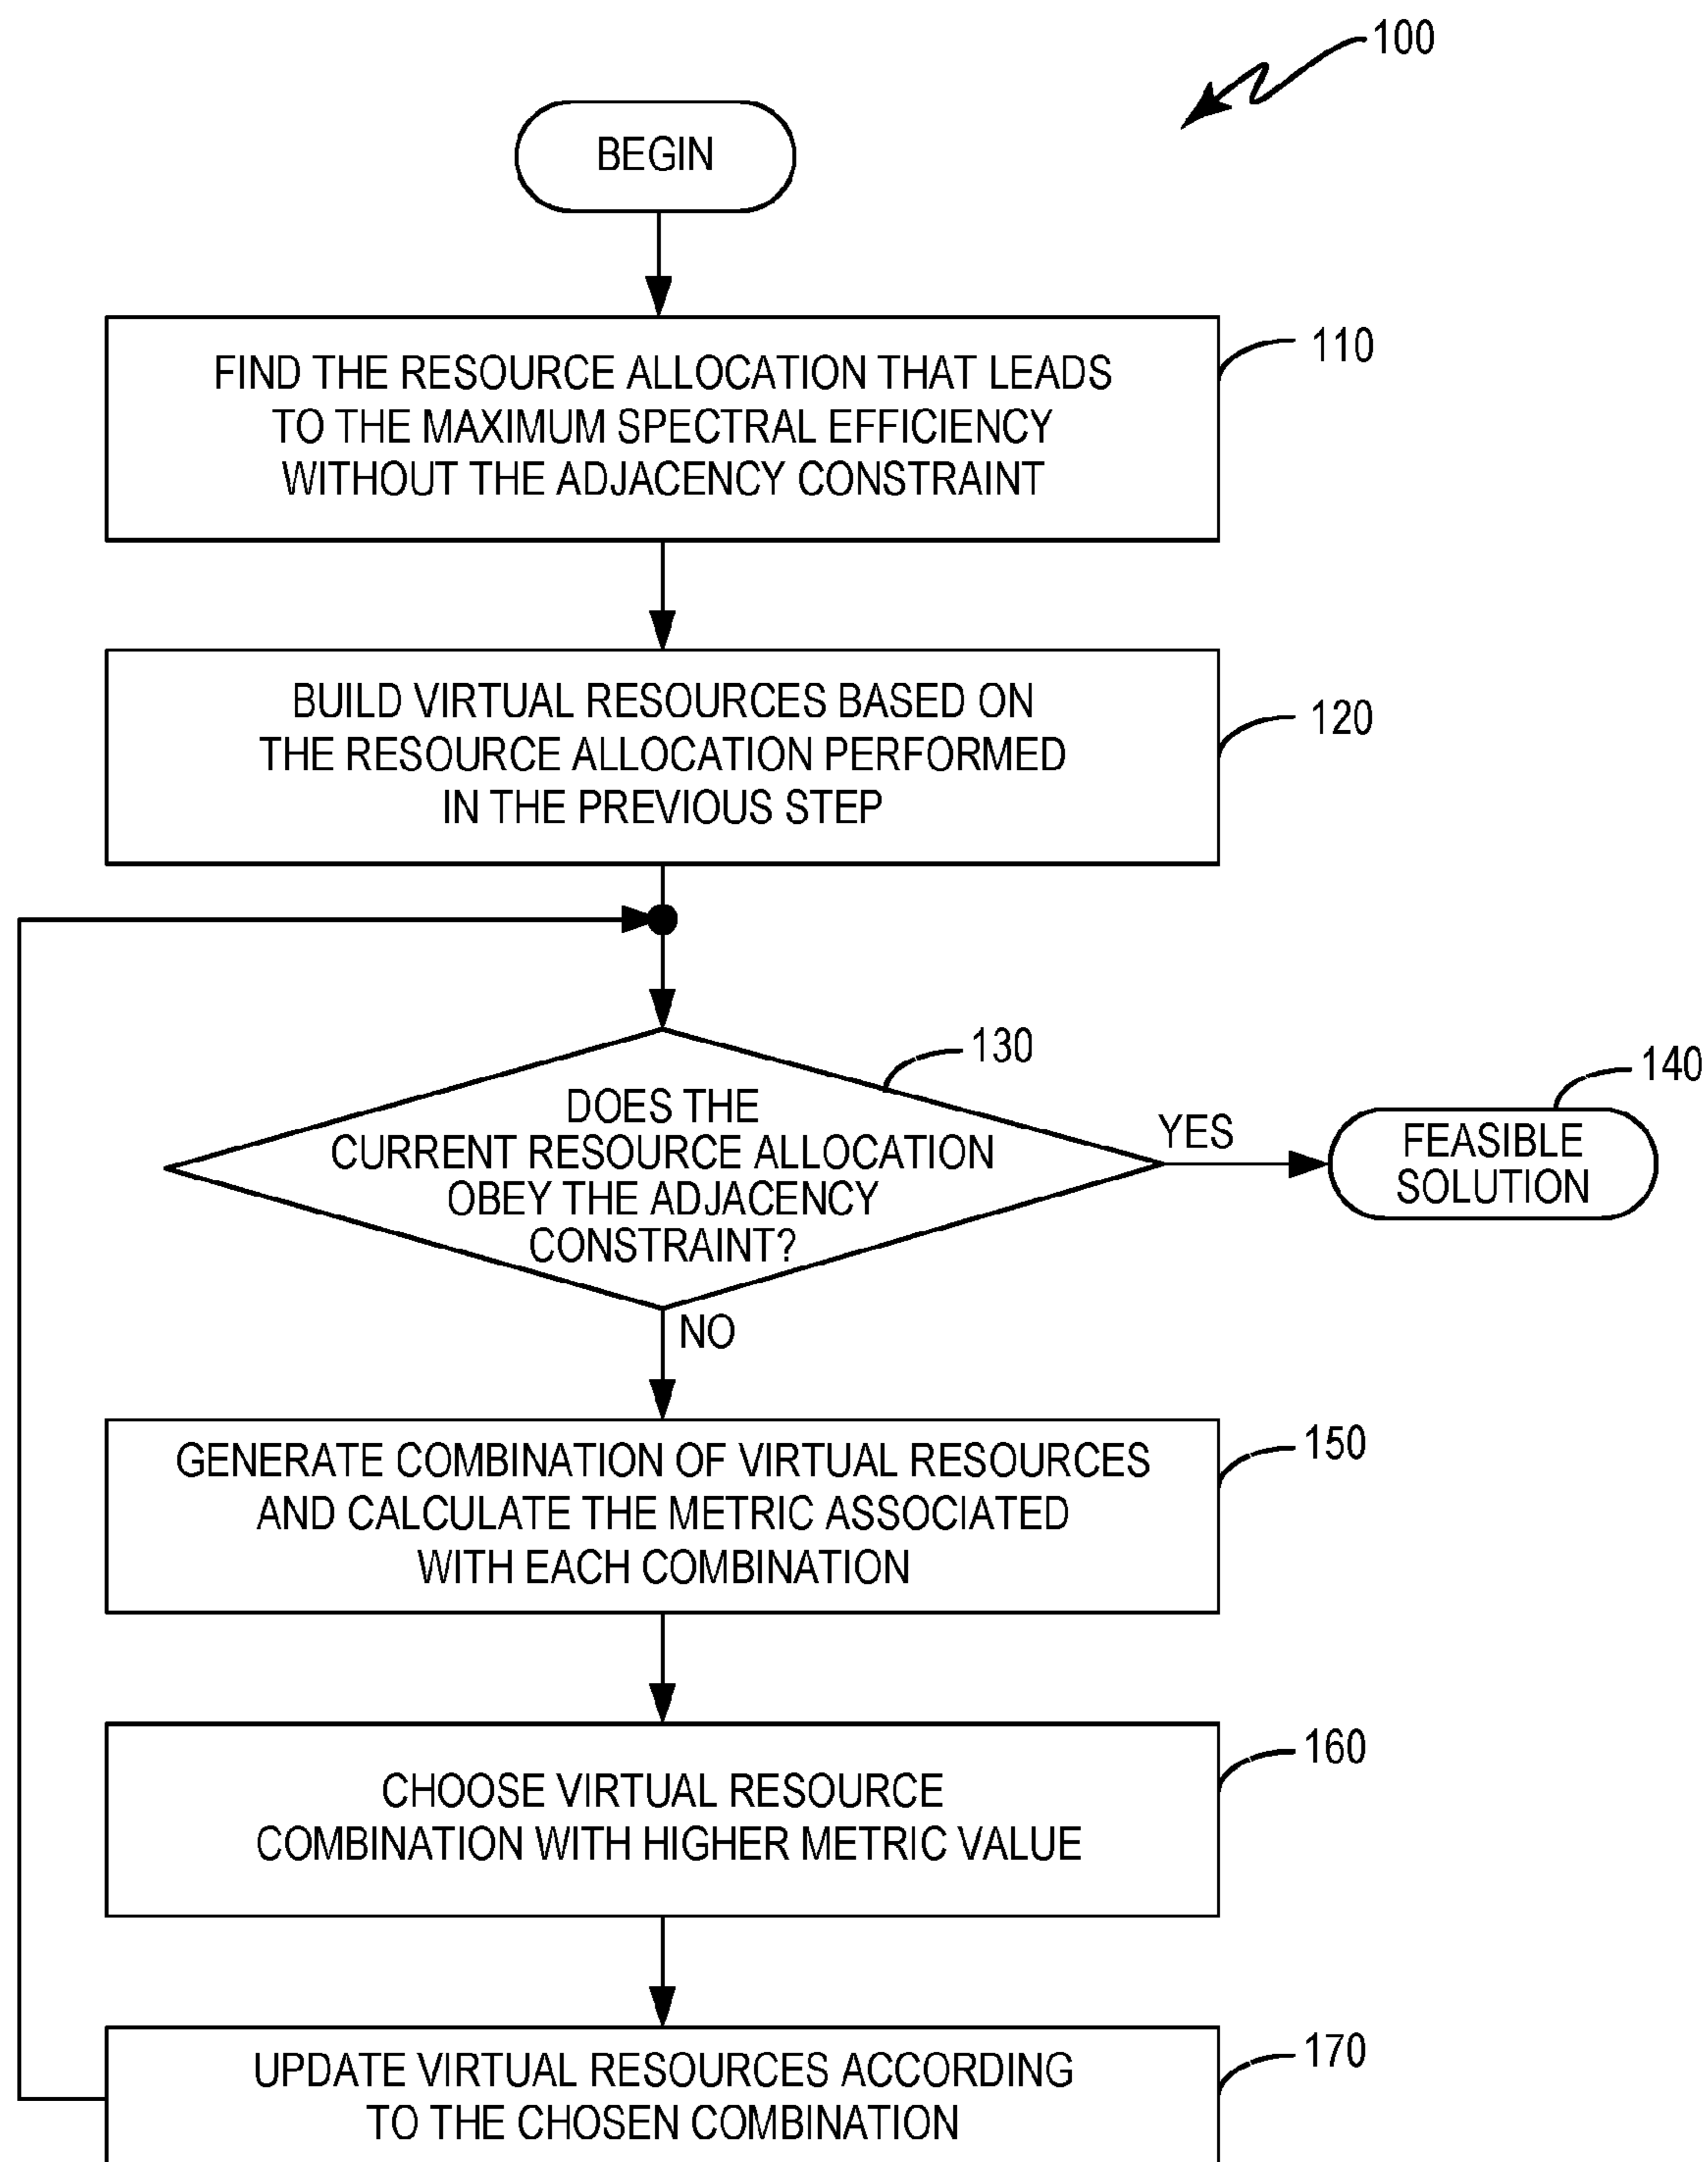 100
BEGIN
110
FIND THE RESOURCE ALLOCATION THAT LEADS
TO THE MAXIMUM SPECTRAL EFFICIENCY
WITHOUT THE ADJACENCY CONSTRAINT
120
BUILD VIRTUAL RESOURCES BASED ON
THE RESOURCE ALLOCATION PERFORMED
IN THE PREVIOUS STEP
130
DOES THE
CURRENT RESOURCE ALLOCATION
OBEY THE ADJACENCY
CONSTRAINT?
YES
140
FEASIBLE
SOLUTION
NO
150
GENERATE COMBINATION OF VIRTUAL RESOURCES
AND CALCULATE THE METRIC ASSOCIATED
WITH EACH COMBINATION
160
CHOOSE VIRTUAL RESOURCE
COMBINATION WITH HIGHER METRIC VALUE
170
UPDATE VIRTUAL RESOURCES ACCORDING
TO THE CHOSEN COMBINATION